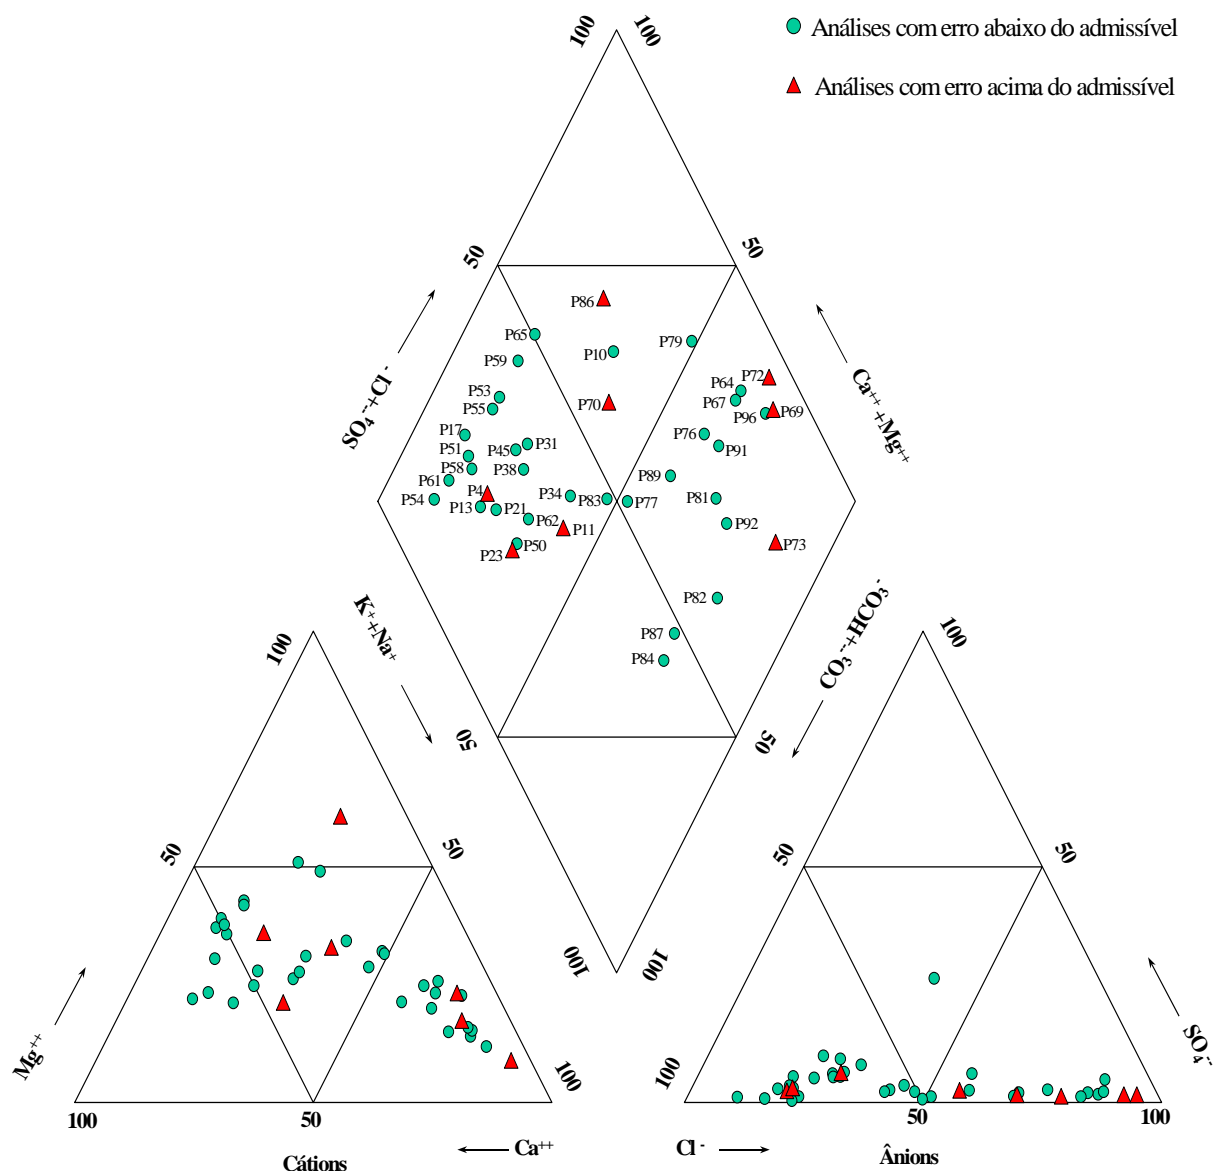 Análises com erro abaixo do admissível
Análises com erro acima do admissível
100
100
50
50
SO₄⁻⁻+Cl⁻
Ca⁺⁺+Mg⁺⁺
P86
P65
P10
P79
P59
P72
P53
P64
P55
P70
P67
P96
P69
P17
P76
P31
P51
P45
P91
P58
P38
P89
P61
P4
P54
P34
P83
P77
P81
P13
P21
P62
P11
P92
P50
P23
P73
P82
P87
P84
K⁺+Na⁺
CO₃⁻⁻+HCO₃⁻
50
50
100
100
100
100
50
50
50
50
Mg⁺⁺
SO₄⁻⁻
100
50
100
100
50
100
Ca⁺⁺
Cl⁻
Cátions
Ânions